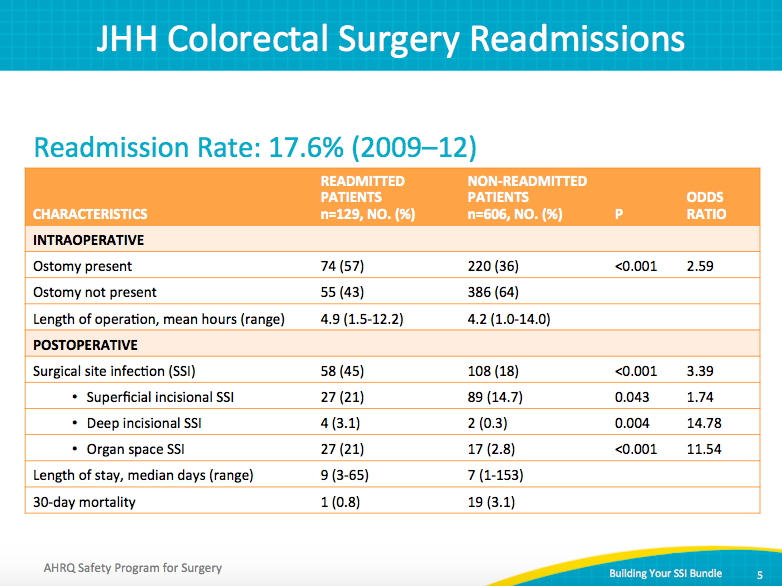 JHH Colorectal Surgery Readmissions
Readmission Rate: 17.6% (2009–12)
CHARACTERISTICS READMITTED PATIENTS n=129, NO. (%) NON-READMITTED PATIENTS n=606, NO. (%) P ODDS RATIO
INTRAOPERATIVE
Ostomy present 74 (57) 220 (36) <0.001 2.59
Ostomy not present 55 (43) 386 (64)
Length of operation, mean hours (range) 4.9 (1.5-12.2) 4.2 (1.0-14.0)
POSTOPERATIVE
Surgical site infection (SSI) 58 (45) 108 (18) <0.001 3.39
• Superficial incisional SSI 27 (21) 89 (14.7) 0.043 1.74
• Deep incisional SSI 4 (3.1) 2 (0.3) 0.004 14.78
• Organ space SSI 27 (21) 17 (2.8) <0.001 11.54
Length of stay, median days (range) 9 (3-65) 7 (1-153)
30-day mortality 1 (0.8) 19 (3.1)
AHRQ Safety Program for Surgery
Building Your SSI Bundle 5